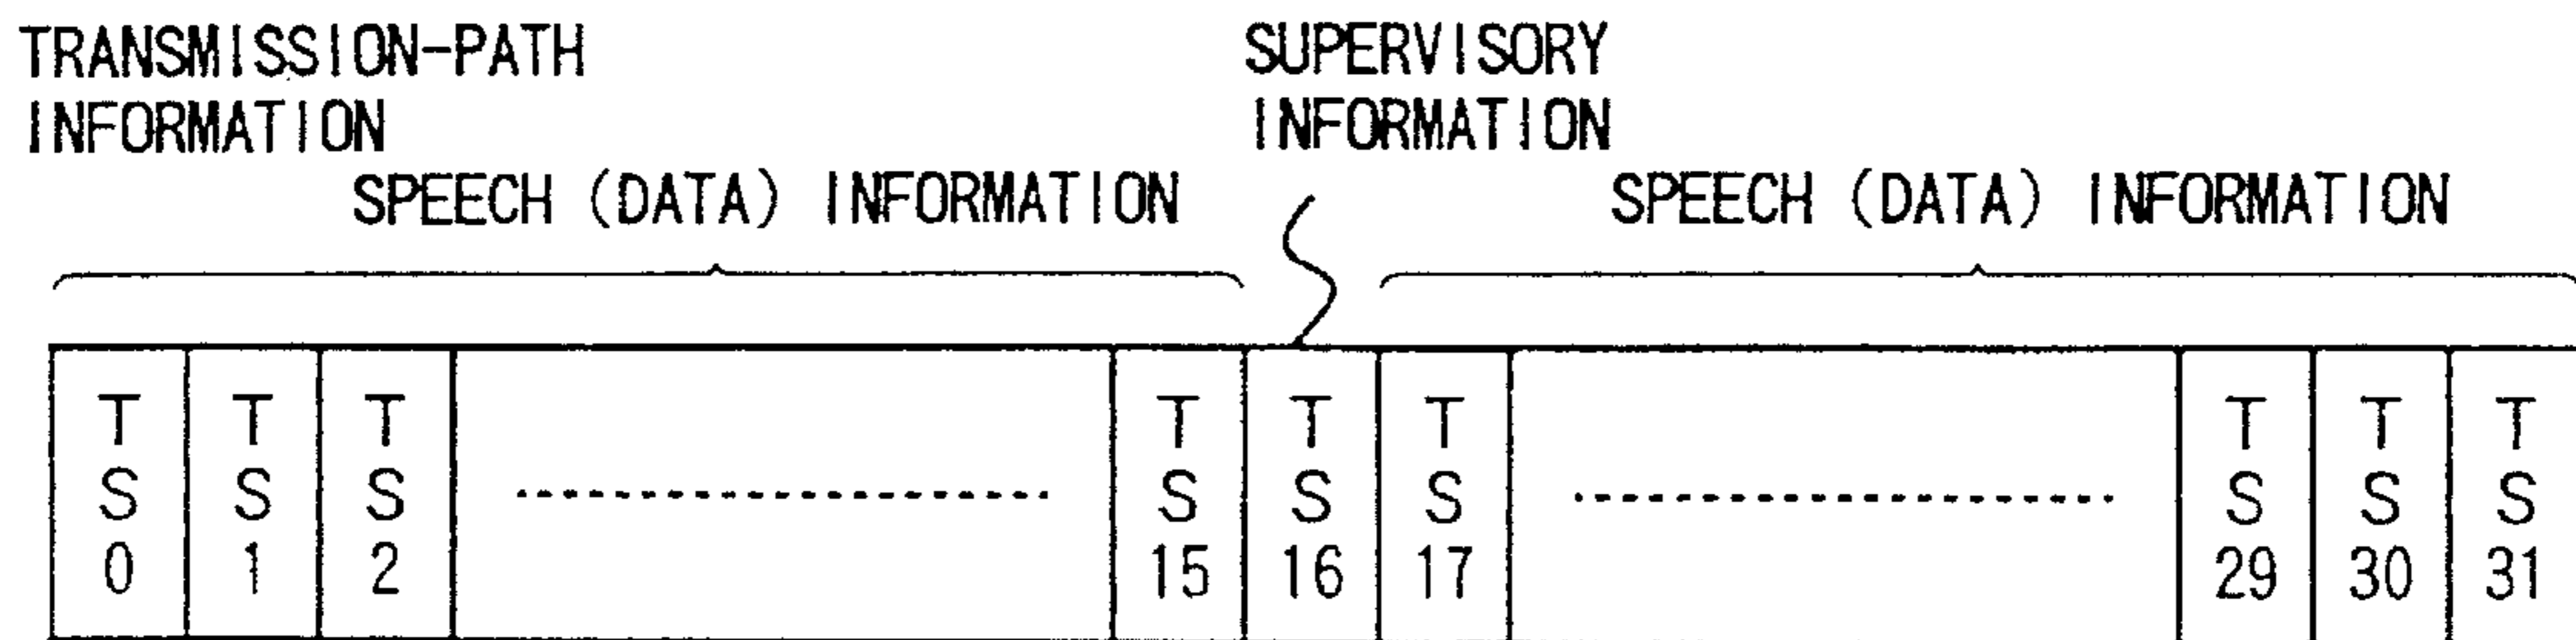 TRANSMISSION-PATH
INFORMATION
SUPERVISORY
INFORMATION
SPEECH (DATA) INFORMATION
SPEECH (DATA) INFORMATION
TS0
TS1
TS2
TS15
TS16
TS17
TS29
TS30
TS31